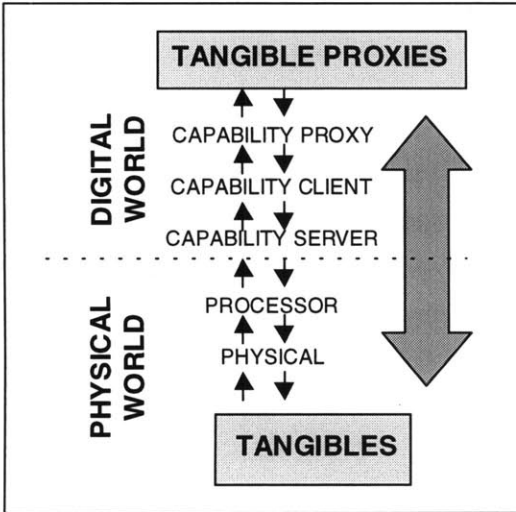 TANGIBLE PROXIES
DIGITAL
WORLD
CAPABILITY PROXY
CAPABILITY CLIENT
CAPABILITY SERVER
PHYSICAL
WORLD
PROCESSOR
PHYSICAL
TANGIBLES